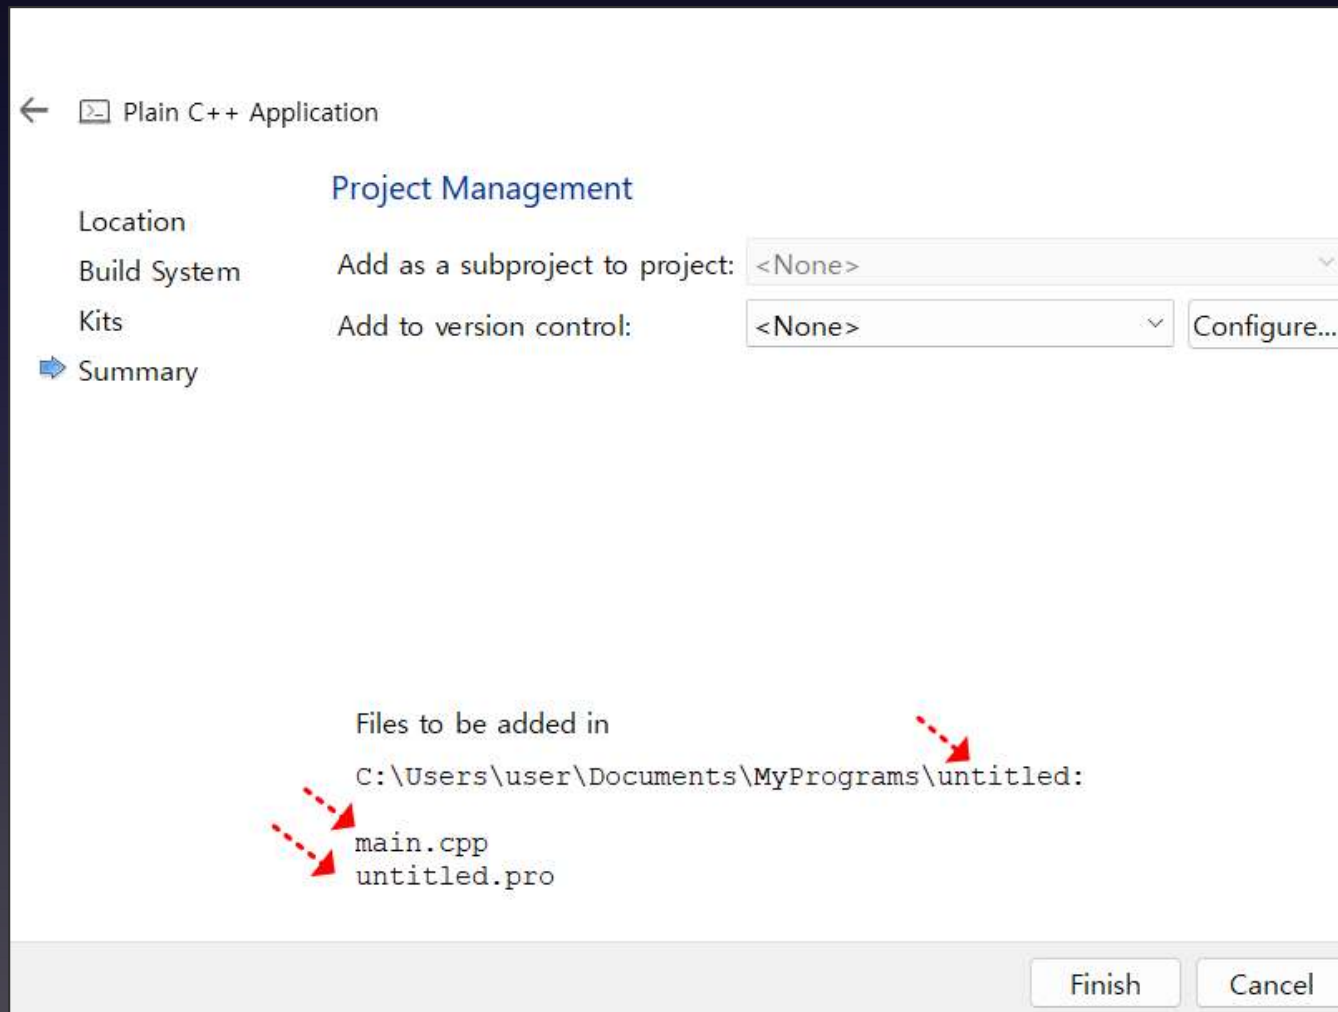 Plain C++ Application
Project Management
Location
Build System
Kits
Summary
Add as a subproject to project: <None>
Add to version control: <None> Configure...
Files to be added in
C:\Users\user\Documents\MyPrograms\untitled:
main.cpp
untitled.pro
Finish Cancel